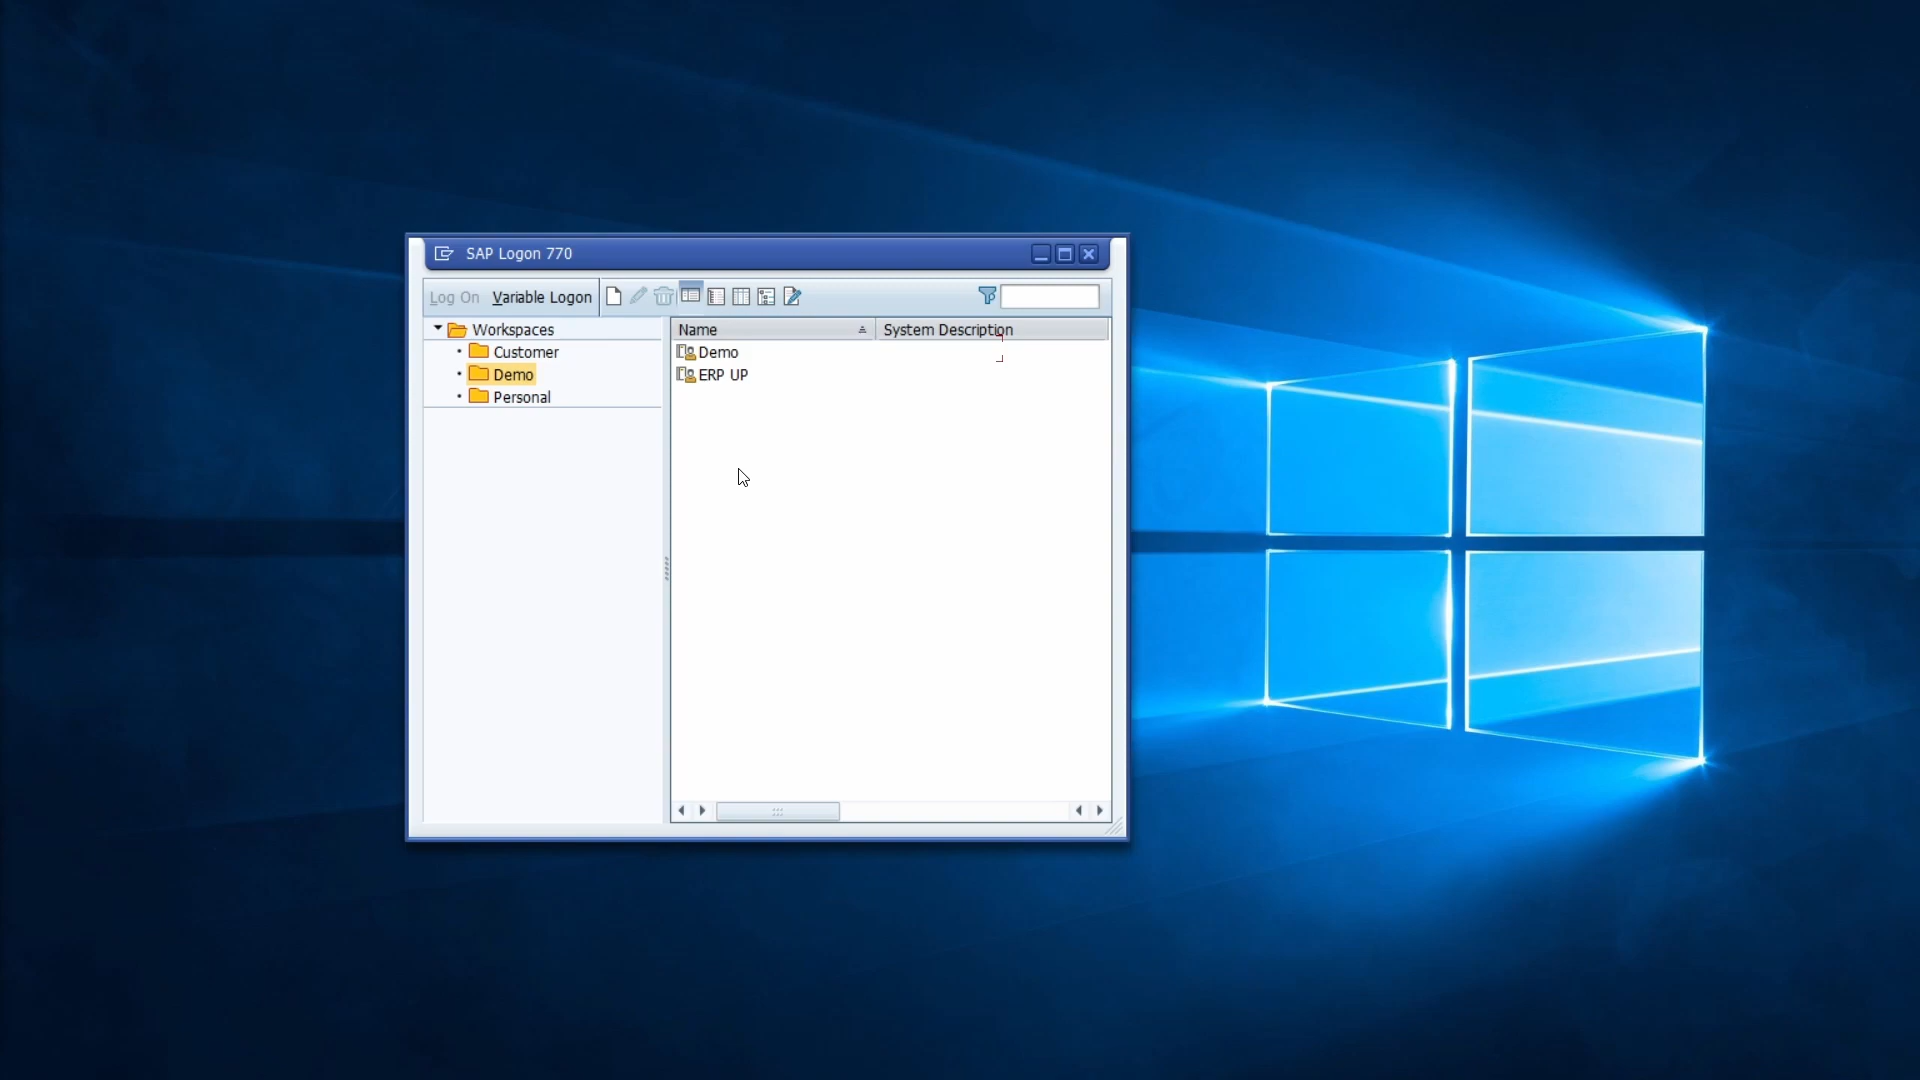 SAP Logon 770
Log On Variable Logon
Workspaces
Customer
Demo
Personal
Name System Description
Demo
ERP UP